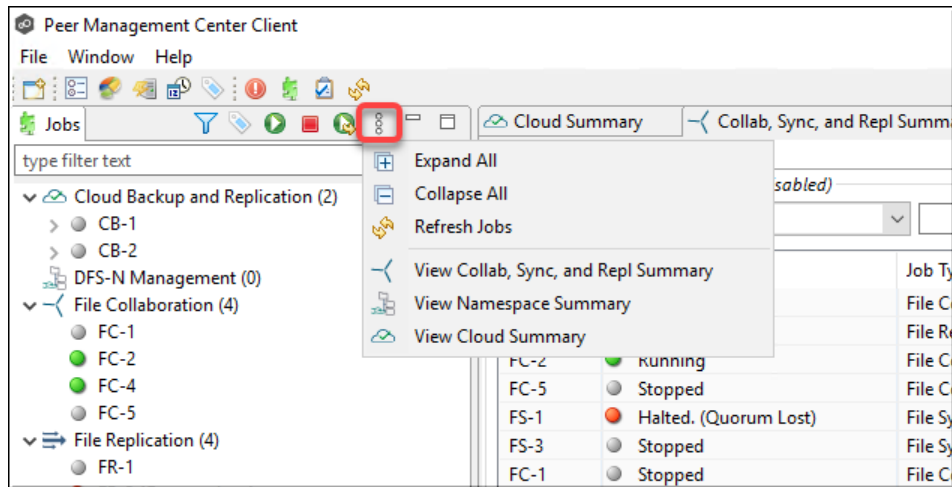 Peer Management Center Client
File Window Help
Jobs
Cloud Summary
Collab, Sync, and Repl Summa
type filter text
Expand All
Collapse All
Refresh Jobs
View Collab, Sync, and Repl Summary
View Namespace Summary
View Cloud Summary
sabled)
Cloud Backup and Replication (2)
CB-1
CB-2
DFS-N Management (0)
File Collaboration (4)
FC-1
FC-2
FC-4
FC-5
File Replication (4)
FR-1
Job Ty
File C
File Re
FC-2 Running File C
FC-5 Stopped File C
FS-1 Halted. (Quorum Lost) File Sy
FS-3 Stopped File Sy
FC-1 Stopped File C